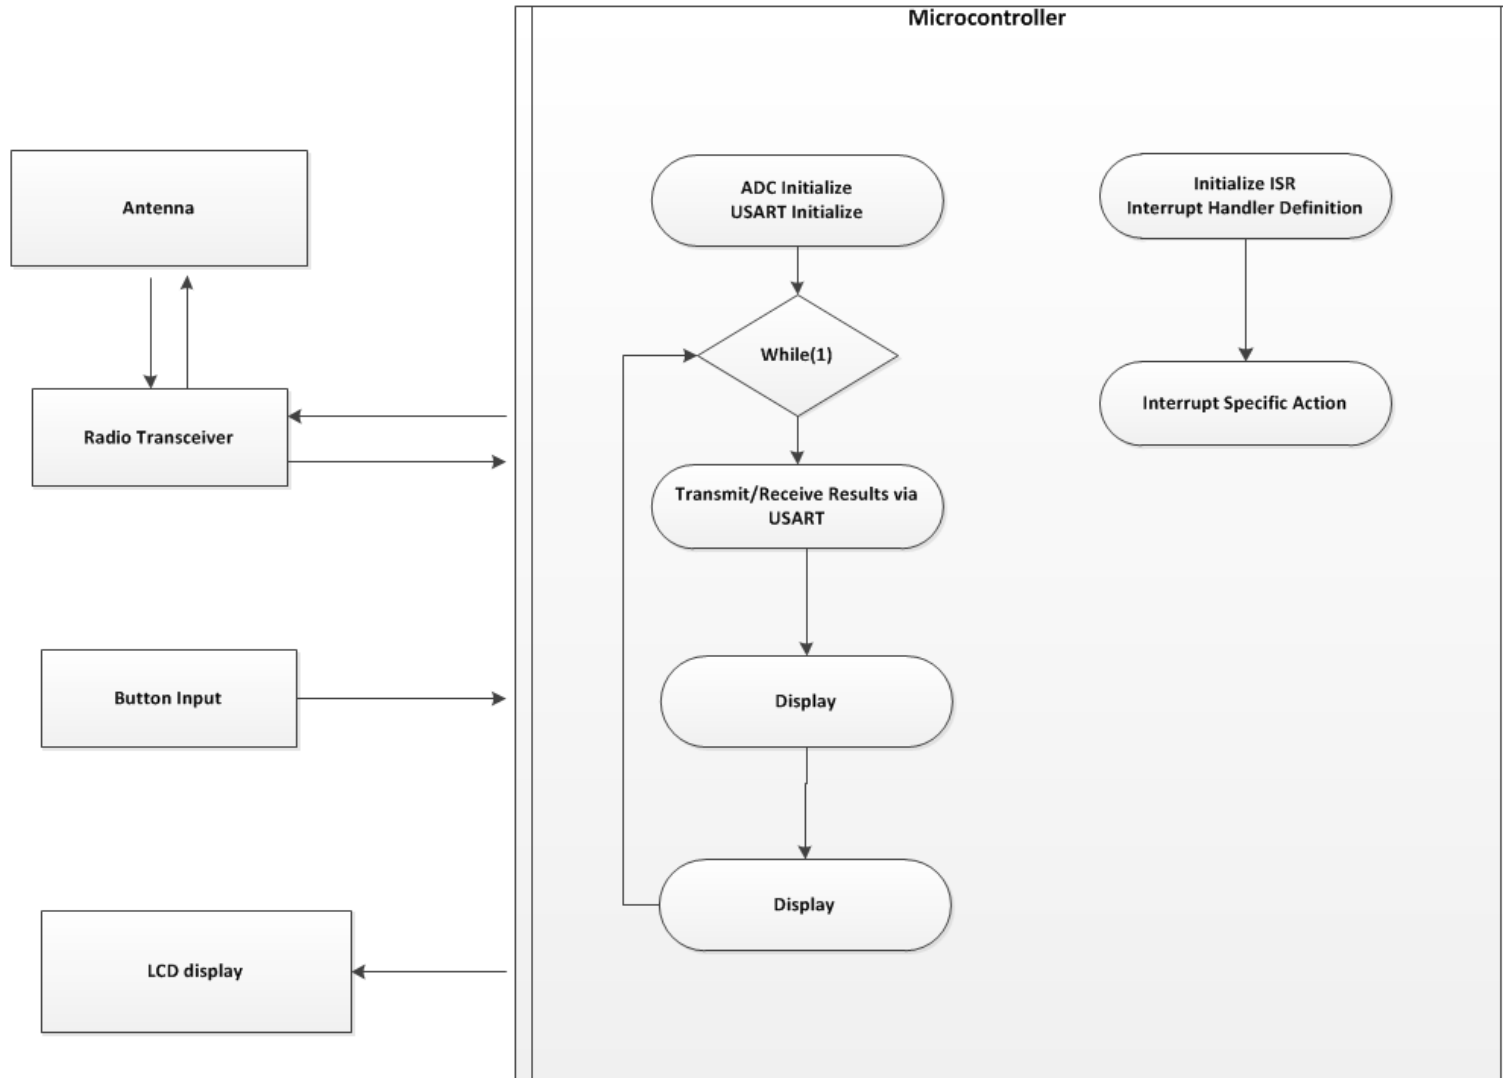 Microcontroller
Antenna
Radio Transceiver
Button Input
LCD display
ADC Initialize
USART Initialize
While(1)
Transmit/Receive Results via
USART
Display
Display
Initialize ISR
Interrupt Handler Definition
Interrupt Specific Action